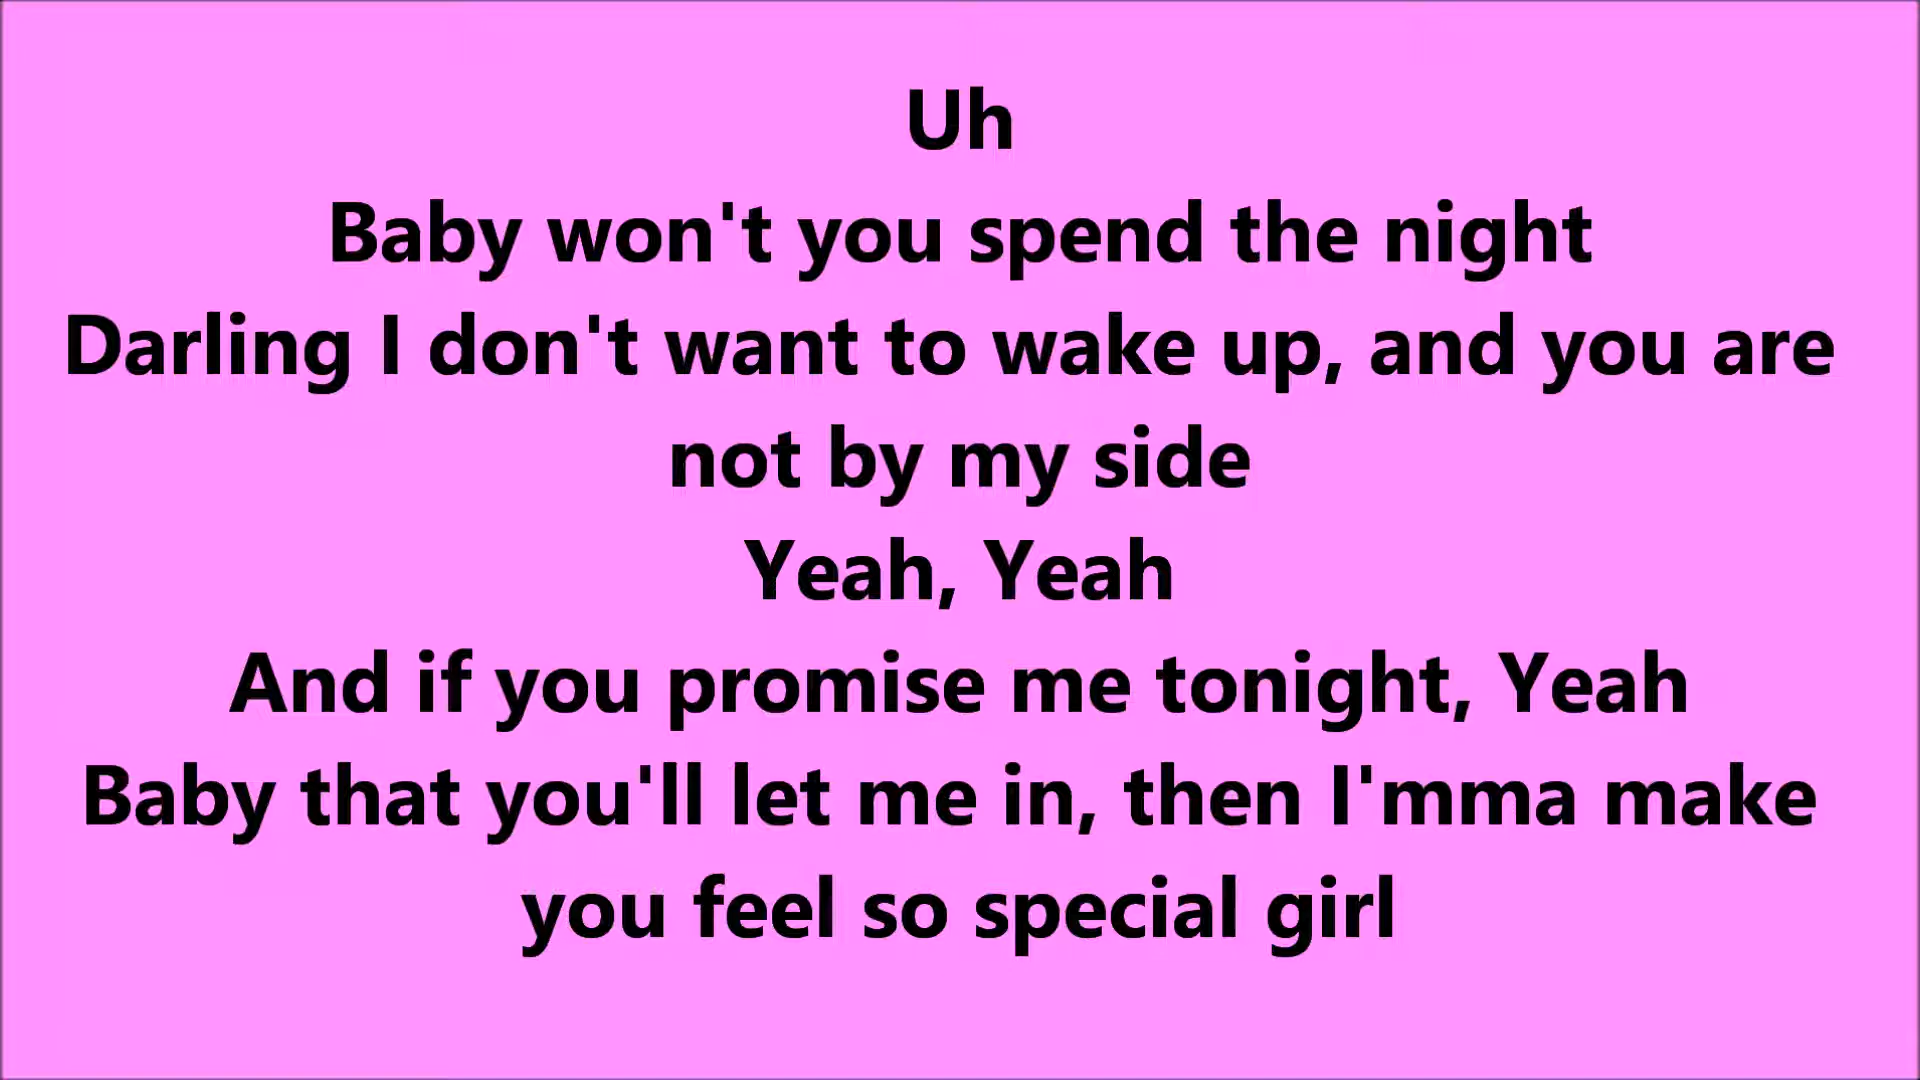 Uh
Baby won't you spend the night
Darling I don't want to wake up, and you are
not by my side
Yeah, Yeah
And if you promise me tonight, Yeah
Baby that you'll let me in, then I'mma make
you feel so special girl